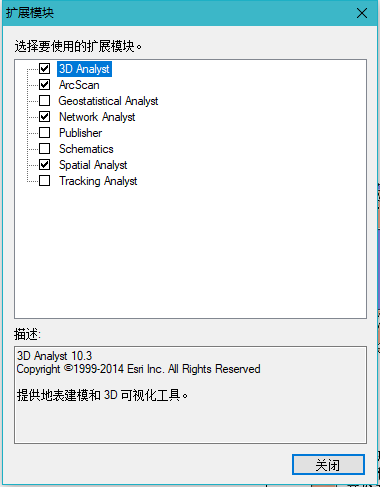 扩展模块
选择要使用的扩展模块。
3D Analyst
ArcScan
Geostatistical Analyst
Network Analyst
Publisher
Schematics
Spatial Analyst
Tracking Analyst
描述:
3D Analyst 10.3
Copyright ©1999-2014 Esri Inc. All Rights Reserved
提供地表建模和 3D 可视化工具。
关闭